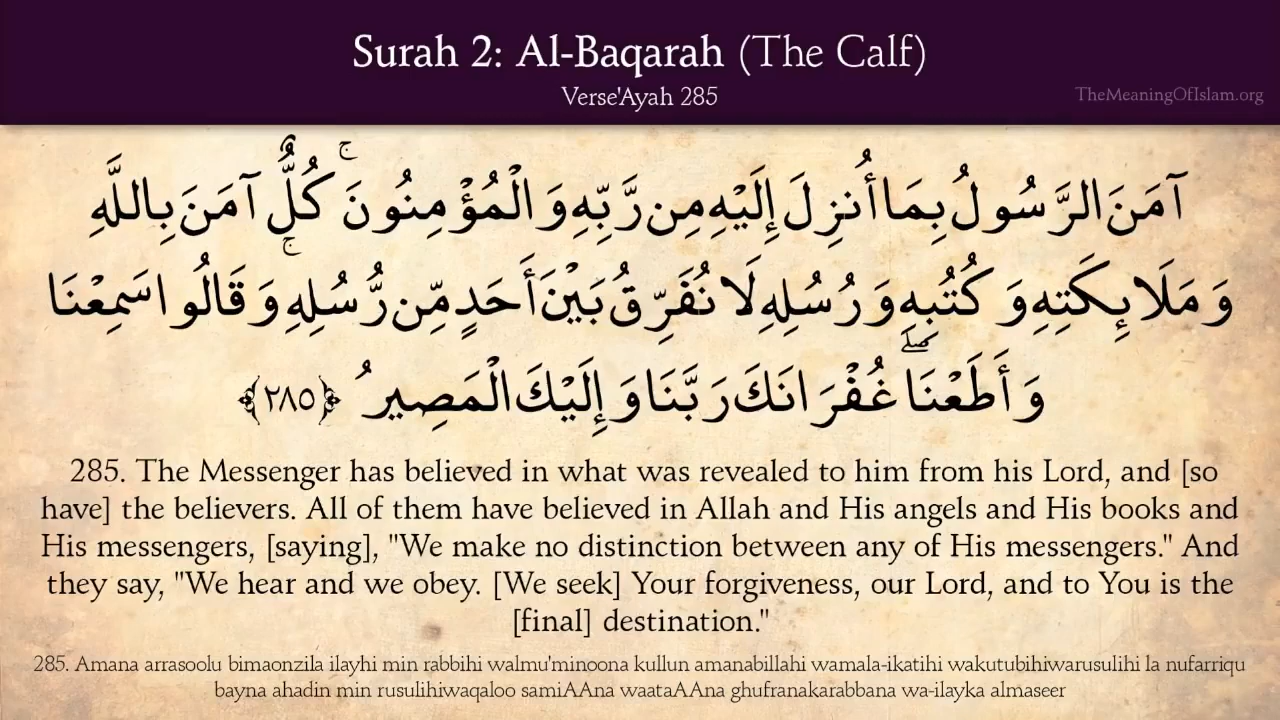 Surah 2: Al-Baqarah (The Calf)
Verse'Ayah 285
TheMeaningOfIslam.org
آمَنَ الرَّسُولُ بِمَا أُنزِلَ إِلَيْهِ مِن رَّبِّهِ وَالْمُؤْمِنُونَ ۚ كُلٌّ آمَنَ بِاللَّهِ
وَمَلَائِكَتِهِ وَكُتُبِهِ وَرُسُلِهِ لَا نُفَرِّقُ بَيْنَ أَحَدٍ مِّن رُّسُلِهِ ۚ وَقَالُوا سَمِعْنَا
وَأَطَعْنَا ۖ غُفْرَانَكَ رَبَّنَا وَإِلَيْكَ الْمَصِيرُ ﴿٢٨٥﴾
285. The Messenger has believed in what was revealed to him from his Lord, and [so
have] the believers. All of them have believed in Allah and His angels and His books and
His messengers, [saying], "We make no distinction between any of His messengers." And
they say, "We hear and we obey. [We seek] Your forgiveness, our Lord, and to You is the
[final] destination."
285. Amana arrasoolu bimaonzila ilayhi min rabbihi walmu'minoona kullun amanabillahi wamala-ikatihi wakutubihiwarusulihi la nufarriqu
bayna ahadin min rusulihiwaqaloo samiAAna waataAAna ghufranakarabbana wa-ilayka almaseer